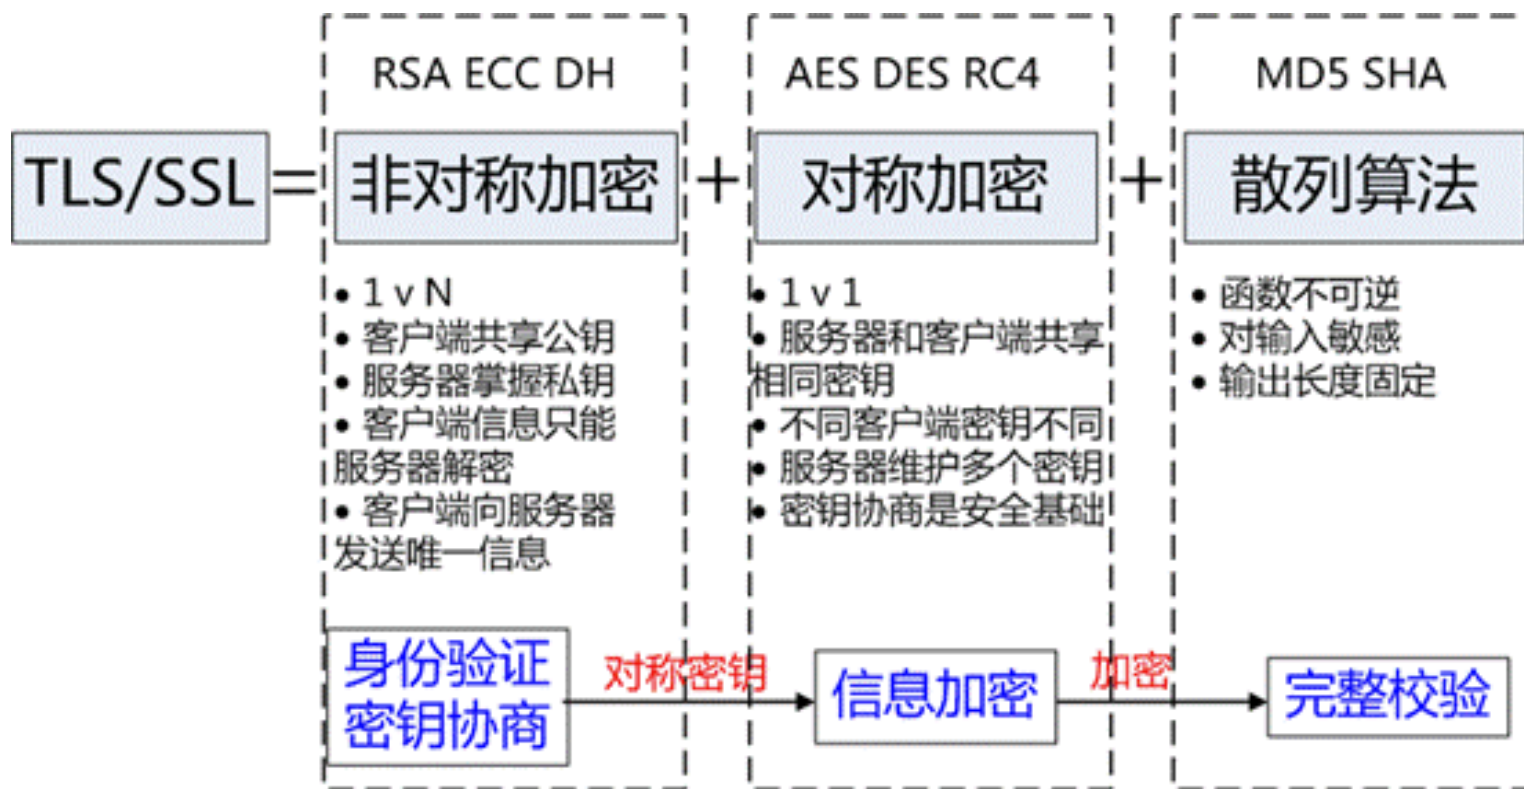 RSA ECC DH
AES DES RC4
MD5 SHA
TLS/SSL=非对称加密+对称加密+散列算法
• 1 v N
• 客户端共享公钥
• 服务器掌握私钥
• 客户端信息只能
服务器解密
• 客户端向服务器
发送唯一信息
• 1 v 1
• 服务器和客户端共享
相同密钥
• 不同客户端密钥不同
• 服务器维护多个密钥
• 密钥协商是安全基础
• 函数不可逆
• 对输入敏感
• 输出长度固定
身份验证
密钥协商
对称密钥
信息加密
加密
完整校验